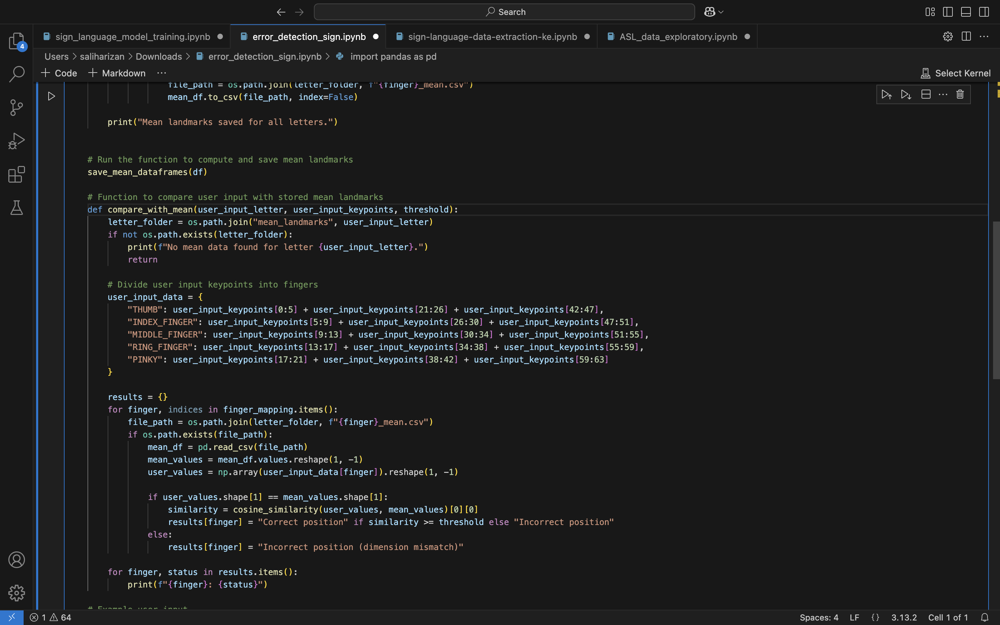 Search
4
sign_language_model_training.ipynb
error_detection_sign.ipynb
sign-language-data-extraction-ke.ipynb
ASL_data_exploratory.ipynb
Users > saliharizan > Downloads > error_detection_sign.ipynb > import pandas as pd
+ Code + Markdown ...
Select Kernel
file_path = os.path.join(letter_folder, f"{finger}_mean.csv")
mean_df.to_csv(file_path, index=False)
print("Mean landmarks saved for all letters.")
# Run the function to compute and save mean landmarks
save_mean_dataframes(df)
# Function to compare user input with stored mean landmarks
def compare_with_mean(user_input_letter, user_input_keypoints, threshold):
letter_folder = os.path.join("mean_landmarks", user_input_letter)
if not os.path.exists(letter_folder):
print(f"No mean data found for letter {user_input_letter}.")
return
# Divide user input keypoints into fingers
user_input_data = {
"THUMB": user_input_keypoints[0:5] + user_input_keypoints[21:26] + user_input_keypoints[42:47],
"INDEX_FINGER": user_input_keypoints[5:9] + user_input_keypoints[26:30] + user_input_keypoints[47:51],
"MIDDLE_FINGER": user_input_keypoints[9:13] + user_input_keypoints[30:34] + user_input_keypoints[51:55],
"RING_FINGER": user_input_keypoints[13:17] + user_input_keypoints[34:38] + user_input_keypoints[55:59],
"PINKY": user_input_keypoints[17:21] + user_input_keypoints[38:42] + user_input_keypoints[59:63]
}
results = {}
for finger, indices in finger_mapping.items():
file_path = os.path.join(letter_folder, f"{finger}_mean.csv")
if os.path.exists(file_path):
mean_df = pd.read_csv(file_path)
mean_values = mean_df.values.reshape(1, -1)
user_values = np.array(user_input_data[finger]).reshape(1, -1)
if user_values.shape[1] == mean_values.shape[1]:
similarity = cosine_similarity(user_values, mean_values)[0][0]
results[finger] = "Correct position" if similarity >= threshold else "Incorrect position"
else:
results[finger] = "Incorrect position (dimension mismatch)"
for finger, status in results.items():
print(f"{finger}: {status}")
# Example user input
1 64
Spaces: 4 LF {} 3.13.2 Cell 1 of 1